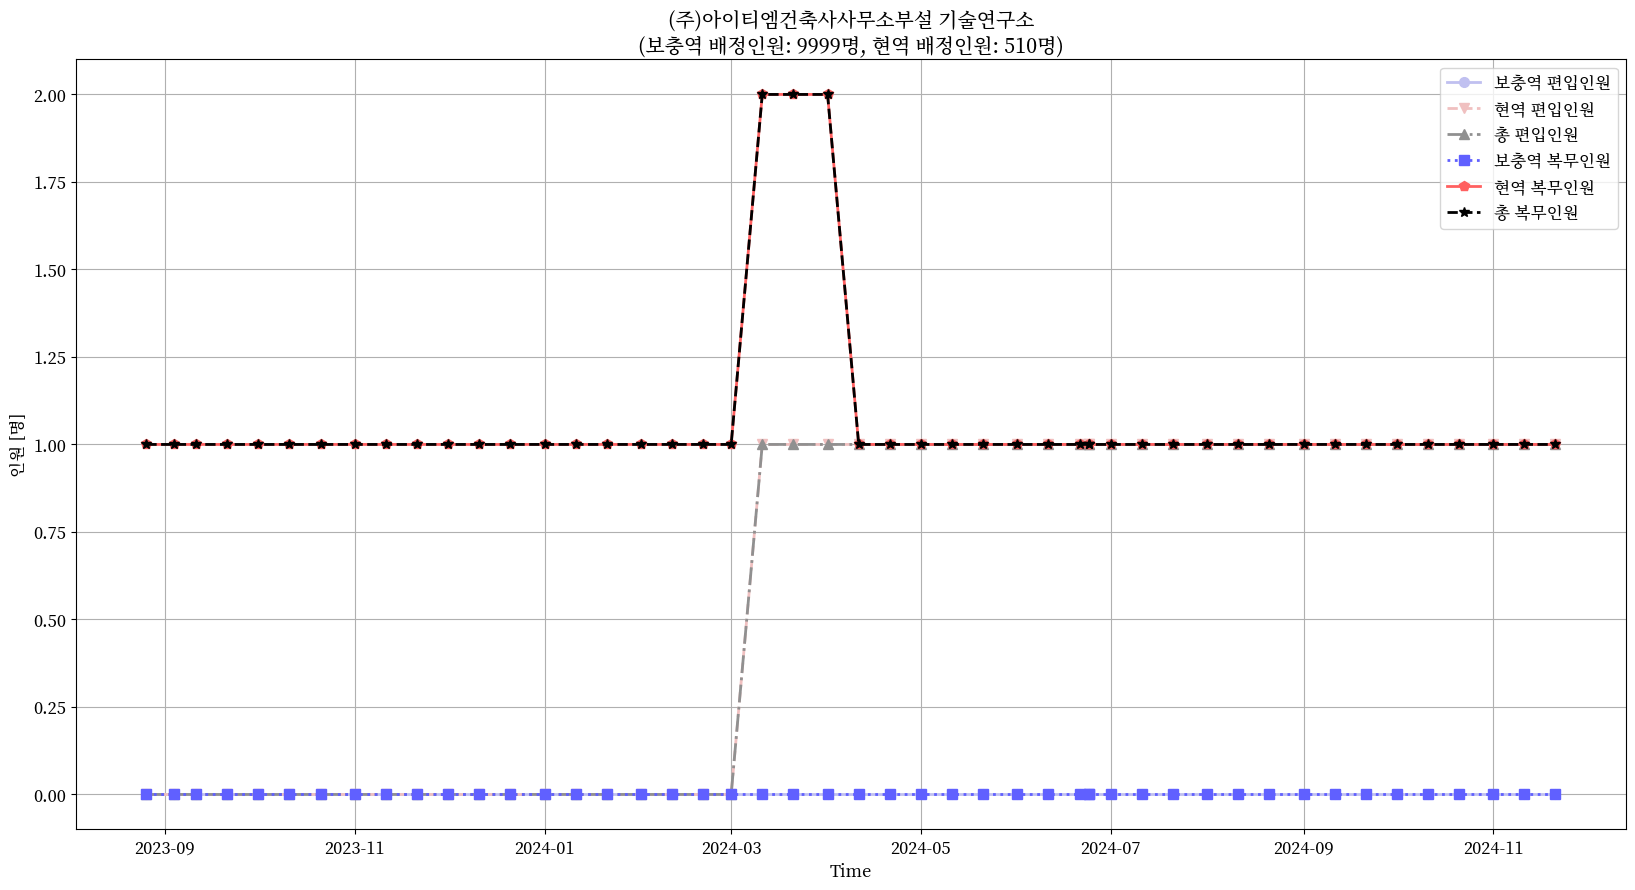 (주)아이티엠건축사사무소부설 기술연구소
(보충역 배정인원: 9999명, 현역 배정인원: 510명)
보충역 편입인원
현역 편입인원
총 편입인원
보충역 복무인원
현역 복무인원
총 복무인원
인원 [명]
2.00
1.75
1.50
1.25
1.00
0.75
0.50
0.25
0.00
2023-09
2023-11
2024-01
2024-03
2024-05
2024-07
2024-09
2024-11
Time